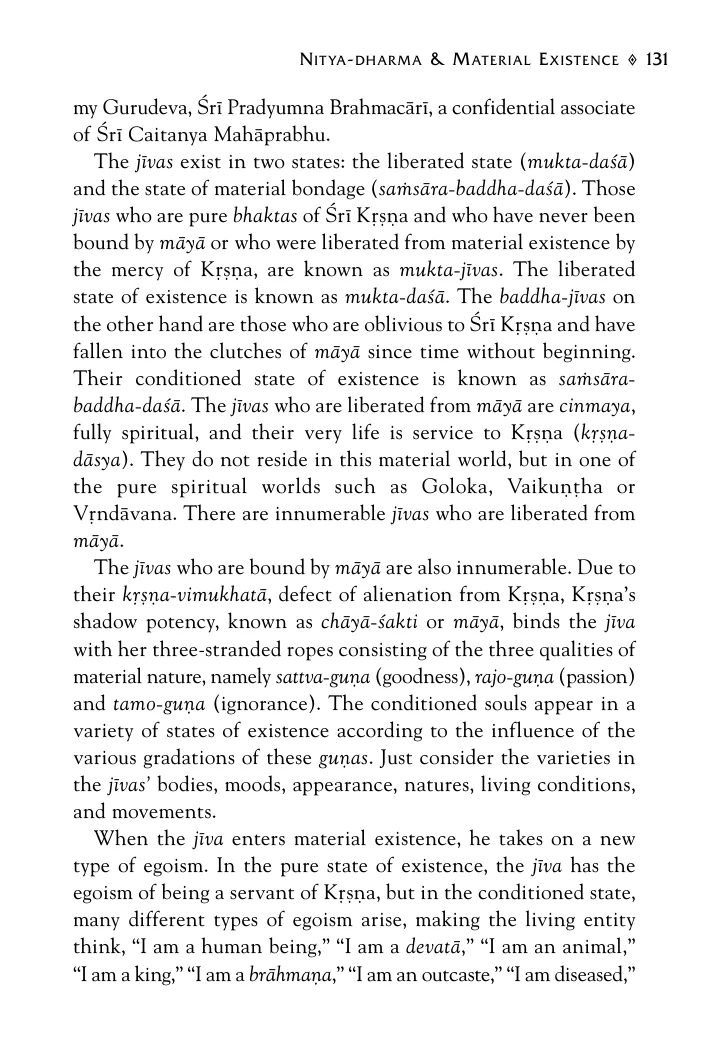 NITYA-DHARMA & MATERIAL EXISTENCE ◈ 131
my Gurudeva, Śrī Pradyumna Brahmacārī, a confidential associate
of Śrī Caitanya Mahāprabhu.
The jīvas exist in two states: the liberated state (mukta-daśā)
and the state of material bondage (saṁsāra-baddha-daśā). Those
jīvas who are pure bhaktas of Śrī Kṛṣṇa and who have never been
bound by māyā or who were liberated from material existence by
the mercy of Kṛṣṇa, are known as mukta-jīvas. The liberated
state of existence is known as mukta-daśā. The baddha-jīvas on
the other hand are those who are oblivious to Śrī Kṛṣṇa and have
fallen into the clutches of māyā since time without beginning.
Their conditioned state of existence is known as saṁsāra-
baddha-daśā. The jīvas who are liberated from māyā are cinmaya,
fully spiritual, and their very life is service to Kṛṣṇa (kṛṣṇa-
dāsya). They do not reside in this material world, but in one of
the pure spiritual worlds such as Goloka, Vaikuṇṭha or
Vṛndāvana. There are innumerable jīvas who are liberated from
māyā.
The jīvas who are bound by māyā are also innumerable. Due to
their kṛṣṇa-vimukhatā, defect of alienation from Kṛṣṇa, Kṛṣṇa’s
shadow potency, known as chāyā-śakti or māyā, binds the jīva
with her three-stranded ropes consisting of the three qualities of
material nature, namely sattva-guṇa (goodness), rajo-guṇa (passion)
and tamo-guṇa (ignorance). The conditioned souls appear in a
variety of states of existence according to the influence of the
various gradations of these guṇas. Just consider the varieties in
the jīvas’ bodies, moods, appearance, natures, living conditions,
and movements.
When the jīva enters material existence, he takes on a new
type of egoism. In the pure state of existence, the jīva has the
egoism of being a servant of Kṛṣṇa, but in the conditioned state,
many different types of egoism arise, making the living entity
think, “I am a human being,” “I am a devatā,” “I am an animal,”
“I am a king,” “I am a brāhmaṇa,” “I am an outcaste,” “I am diseased,”